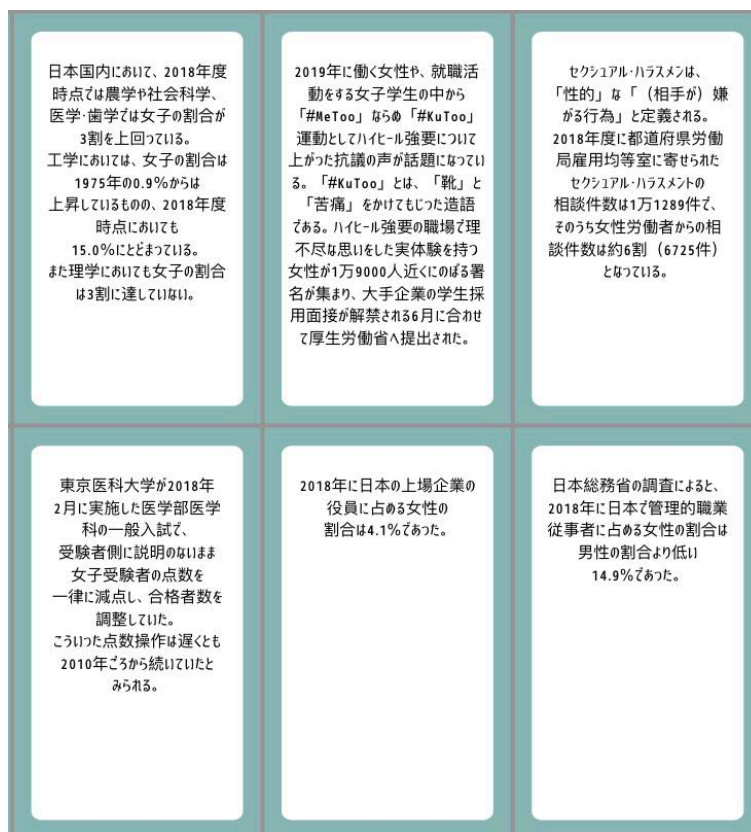 日本国内において、2018年度
時点では農学や社会科学、
医学・歯学では女子の割合が
3割を上回っている。
工学においては、女子の割合は
1975年の0.9%からは
上昇しているものの、2018年度
時点においても
15.0%にとどまっている。
また理学においても女子の割合
は3割に達していない。
2019年に働く女性や、就職活
動をする女子学生の中から
「#MeToo」ならぬ「#KuToo」
運動としてハイヒール強要について
上がった抗議の声が話題になってい
る。「#KuToo」とは、「靴」と
「苦痛」をかけてもじった造語
である。ハイヒール強要の職場で理
不尽な思いをした実体験を持つ
女性が1万9000人近くにのぼる署
名が集まり、大手企業の学生採
用面接が解禁される6月に合わせ
て厚生労働省へ提出された。
セクシュアル・ハラスメンは、
「性的」な「（相手が）嫌
がる行為」と定義される。
2018年度に都道府県労働
局雇用均等室に寄せられた
セクシュアル・ハラスメントの
相談件数は1万1289件で、
そのうち女性労働者からの相
談件数は約6割（6725件）
となっている。
東京医科大学が2018年
2月に実施した医学部医学
科の一般入試で、
受験者側に説明のないまま
女子受験者の点数を
一律に減点し、合格者数を
調整していた。
こういった点数操作は遅くとも
2010年ごろから続いていたと
みられる。
2018年に日本の上場企業の
役員に占める女性の
割合は4.1%であった。
日本総務省の調査によると、
2018年に日本で管理的職業
従事者に占める女性の割合は
男性の割合より低い
14.9%であった。